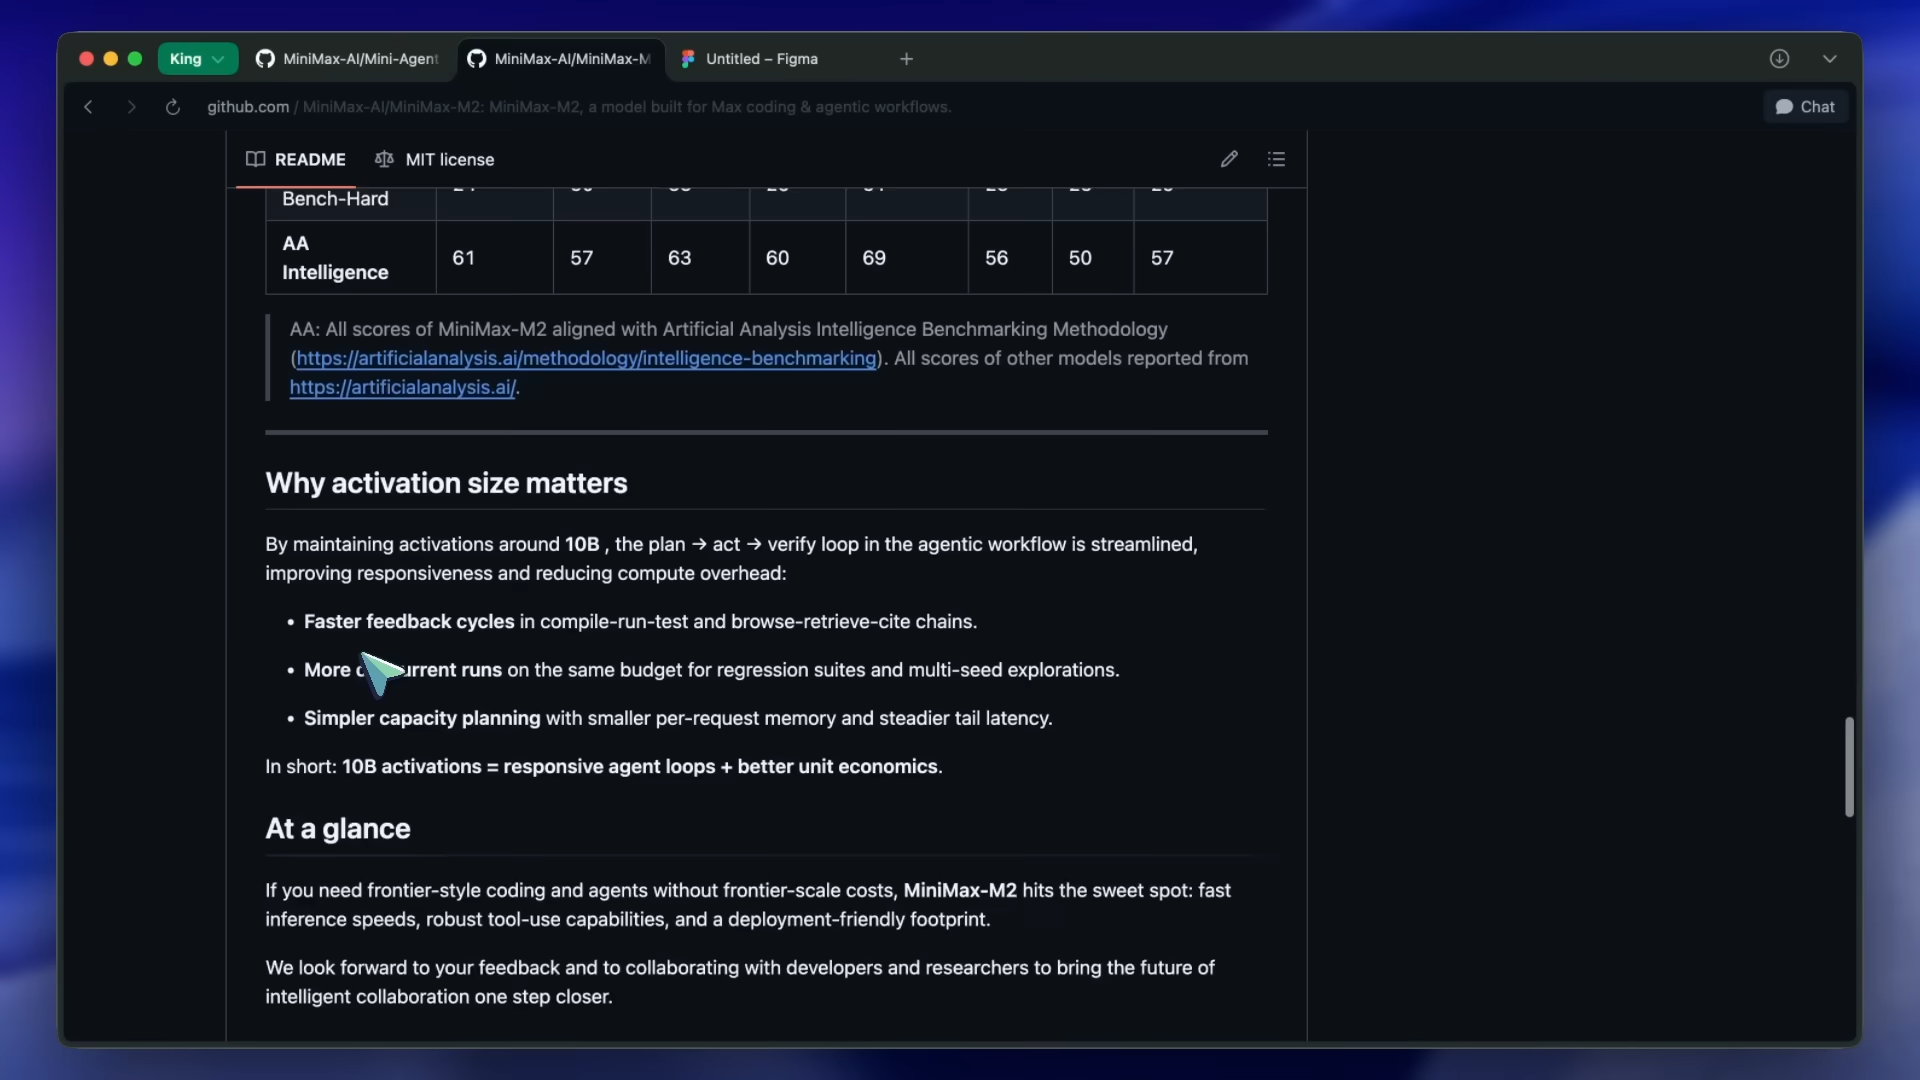 King
MiniMax-AI/Mini-Agent
MiniMax-AI/MiniMax-M
Untitled – Figma
github.com / MiniMax-AI/MiniMax-M2: MiniMax-M2, a model built for Max coding & agentic workflows.
Chat
README
MIT license
Bench-Hard
AA
Intelligence
61 57 63 60 69 56 50 57
AA: All scores of MiniMax-M2 aligned with Artificial Analysis Intelligence Benchmarking Methodology
(https://artificialanalysis.ai/methodology/intelligence-benchmarking). All scores of other models reported from
https://artificialanalysis.ai/.
Why activation size matters
By maintaining activations around 10B , the plan → act → verify loop in the agentic workflow is streamlined,
improving responsiveness and reducing compute overhead:
• Faster feedback cycles in compile-run-test and browse-retrieve-cite chains.
• More urrent runs on the same budget for regression suites and multi-seed explorations.
• Simpler capacity planning with smaller per-request memory and steadier tail latency.
In short: 10B activations = responsive agent loops + better unit economics.
At a glance
If you need frontier-style coding and agents without frontier-scale costs, MiniMax-M2 hits the sweet spot: fast
inference speeds, robust tool-use capabilities, and a deployment-friendly footprint.
We look forward to your feedback and to collaborating with developers and researchers to bring the future of
intelligent collaboration one step closer.